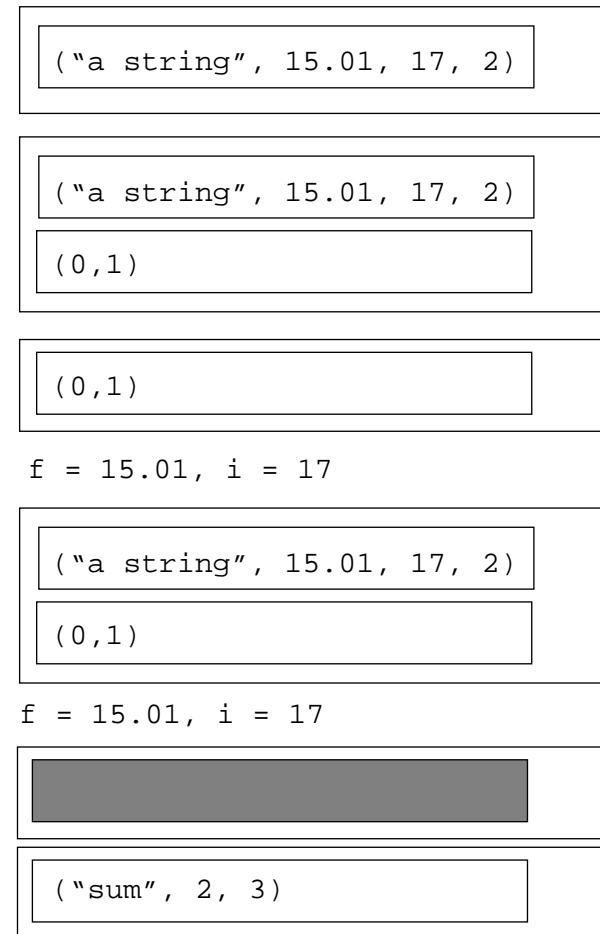 (“a string”, 15.01, 17, 2)
(“a string”, 15.01, 17, 2)
(0,1)
(0,1)
f = 15.01, i = 17
(“a string”, 15.01, 17, 2)
(0,1)
f = 15.01, i = 17
(“sum”, 2, 3)